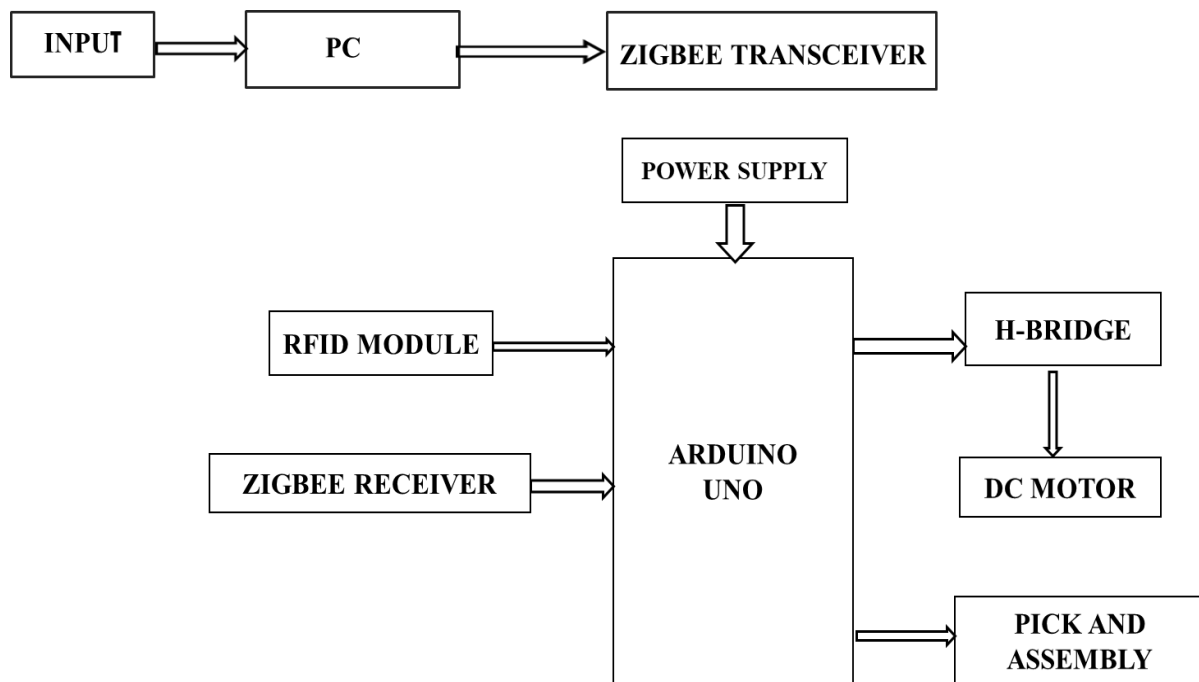 INPUT
PC
ZIGBEE TRANSCEIVER
POWER SUPPLY
RFID MODULE
H-BRIDGE
ZIGBEE RECEIVER
ARDUINO
UNO
DC MOTOR
PICK AND
ASSEMBLY